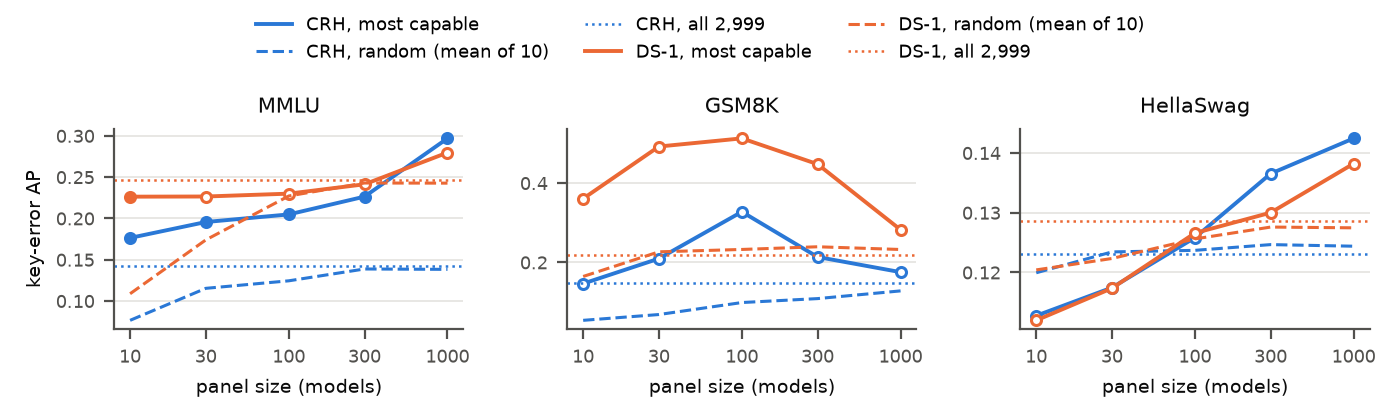 CRH, most capable
CRH, random (mean of 10)
CRH, all 2,999
DS-1, most capable
DS-1, random (mean of 10)
DS-1, all 2,999
MMLU
GSM8K
HellaSwag
key-error AP
0.30
0.25
0.20
0.15
0.10
10 30 100 300 1000
panel size (models)
0.4
0.2
10 30 100 300 1000
panel size (models)
0.14
0.13
0.12
10 30 100 300 1000
panel size (models)